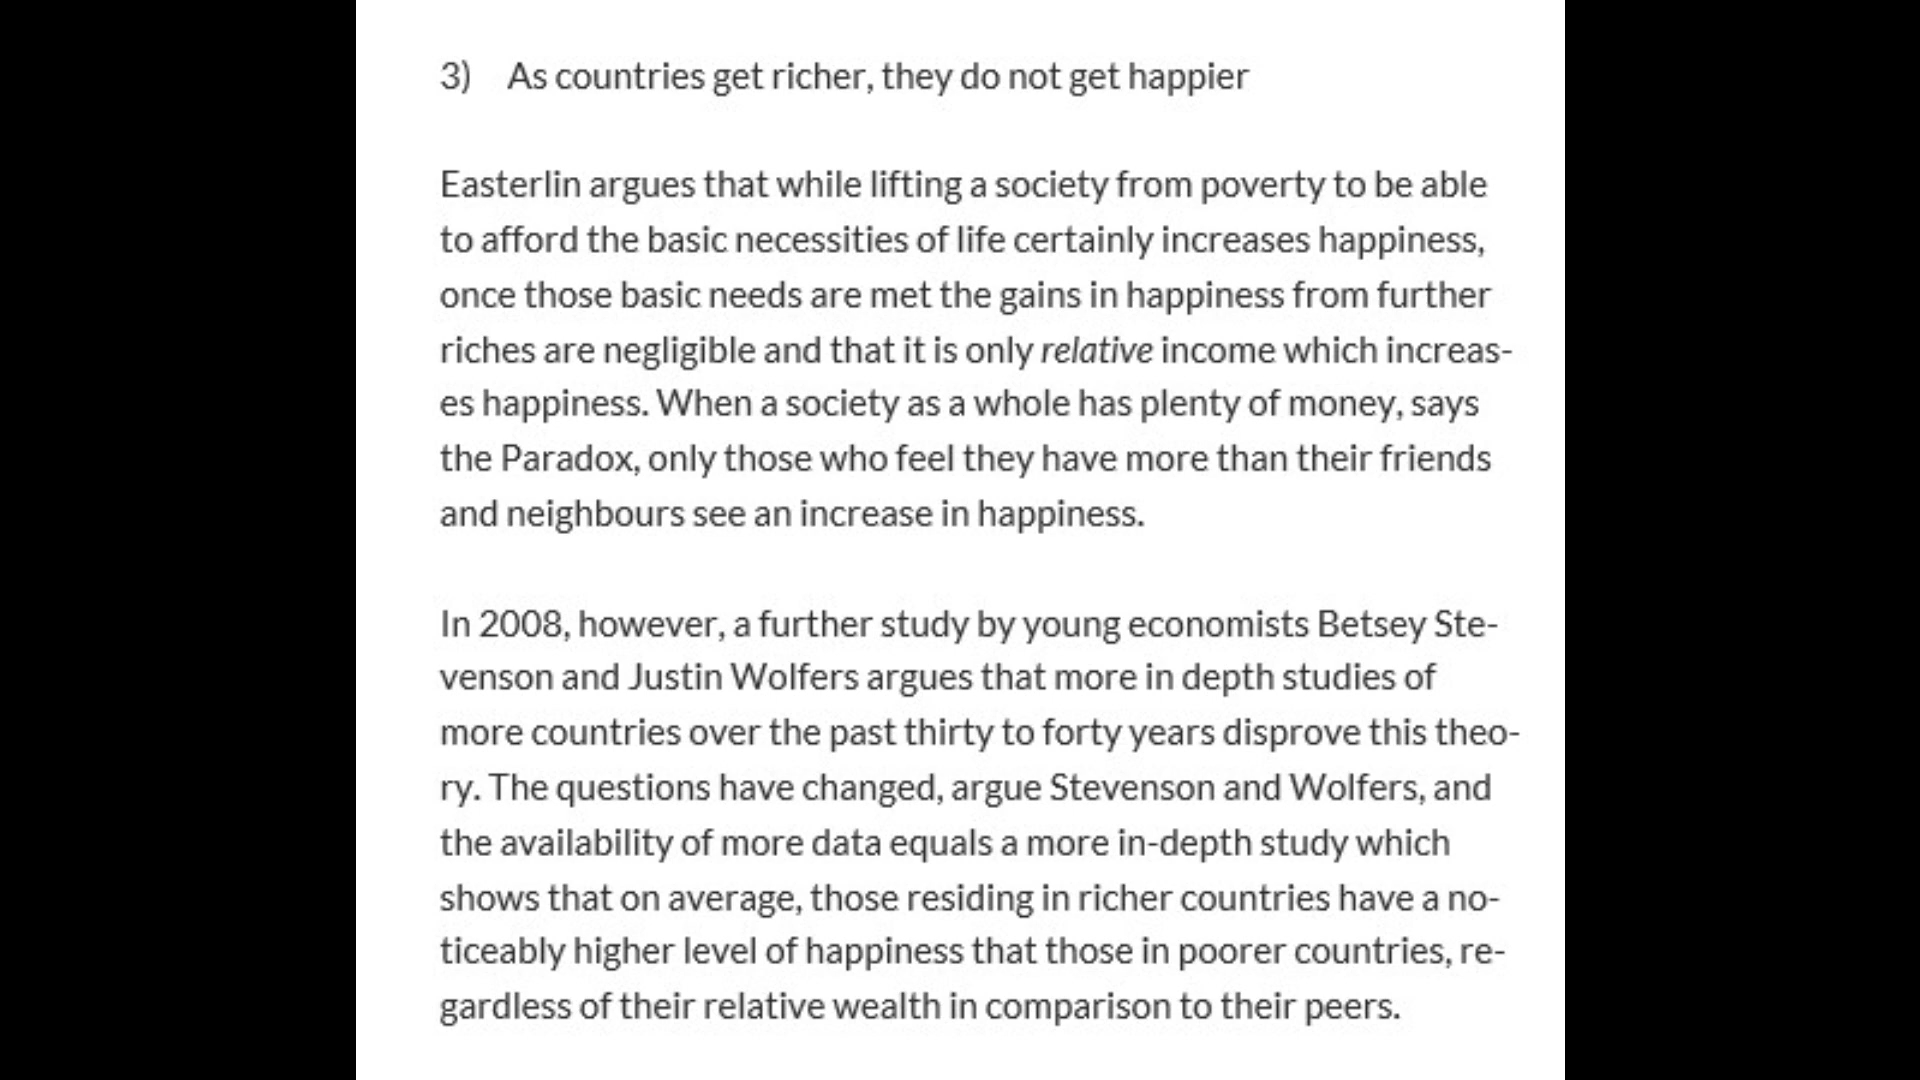 3) As countries get richer, they do not get happier
Easterlin argues that while lifting a society from poverty to be able
to afford the basic necessities of life certainly increases happiness,
once those basic needs are met the gains in happiness from further
riches are negligible and that it is only relative income which increas-
es happiness. When a society as a whole has plenty of money, says
the Paradox, only those who feel they have more than their friends
and neighbours see an increase in happiness.
In 2008, however, a further study by young economists Betsey Ste-
venson and Justin Wolfers argues that more in depth studies of
more countries over the past thirty to forty years disprove this theo-
ry. The questions have changed, argue Stevenson and Wolfers, and
the availability of more data equals a more in-depth study which
shows that on average, those residing in richer countries have a no-
ticeably higher level of happiness that those in poorer countries, re-
gardless of their relative wealth in comparison to their peers.